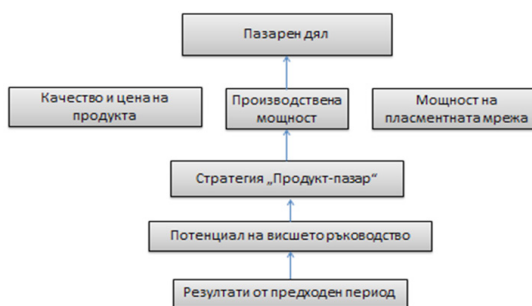 Пазарен дял
Качество и цена на
продукта
Производствена
мощност
Мощност на
пласментната мрежа
Стратегия „Продукт-пазар“
Потенциал на висшето ръководство
Резултати от предходен период